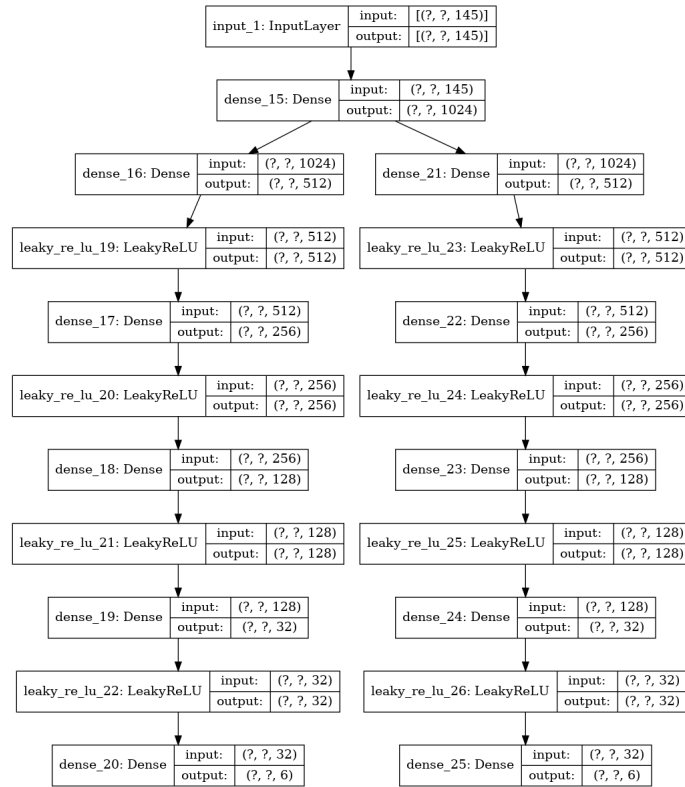 input_1: InputLayer
input: [(?, ?, 145)]
output: [(?, ?, 145)]
dense_15: Dense
input: (?, ?, 145)
output: (?, ?, 1024)
dense_16: Dense
input: (?, ?, 1024)
output: (?, ?, 512)
dense_21: Dense
input: (?, ?, 1024)
output: (?, ?, 512)
leaky_re_lu_19: LeakyReLU
input: (?, ?, 512)
output: (?, ?, 512)
leaky_re_lu_23: LeakyReLU
input: (?, ?, 512)
output: (?, ?, 512)
dense_17: Dense
input: (?, ?, 512)
output: (?, ?, 256)
dense_22: Dense
input: (?, ?, 512)
output: (?, ?, 256)
leaky_re_lu_20: LeakyReLU
input: (?, ?, 256)
output: (?, ?, 256)
leaky_re_lu_24: LeakyReLU
input: (?, ?, 256)
output: (?, ?, 256)
dense_18: Dense
input: (?, ?, 256)
output: (?, ?, 128)
dense_23: Dense
input: (?, ?, 256)
output: (?, ?, 128)
leaky_re_lu_21: LeakyReLU
input: (?, ?, 128)
output: (?, ?, 128)
leaky_re_lu_25: LeakyReLU
input: (?, ?, 128)
output: (?, ?, 128)
dense_19: Dense
input: (?, ?, 128)
output: (?, ?, 32)
dense_24: Dense
input: (?, ?, 128)
output: (?, ?, 32)
leaky_re_lu_22: LeakyReLU
input: (?, ?, 32)
output: (?, ?, 32)
leaky_re_lu_26: LeakyReLU
input: (?, ?, 32)
output: (?, ?, 32)
dense_20: Dense
input: (?, ?, 32)
output: (?, ?, 6)
dense_25: Dense
input: (?, ?, 32)
output: (?, ?, 6)